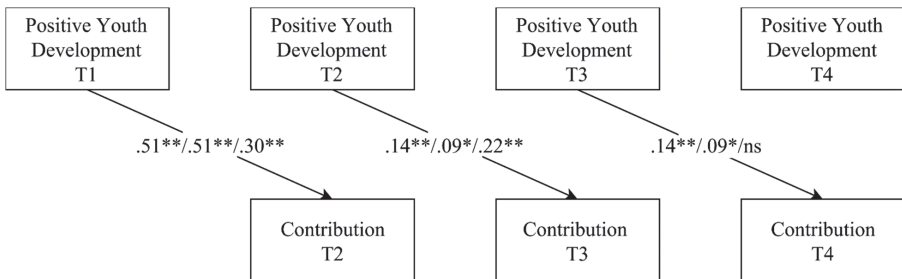 Positive Youth
Development
T1
Positive Youth
Development
T2
Positive Youth
Development
T3
Positive Youth
Development
T4
.51**/.51**/.30**
.14**/.09*/.22**
.14**/.09*/ns
Contribution
T2
Contribution
T3
Contribution
T4